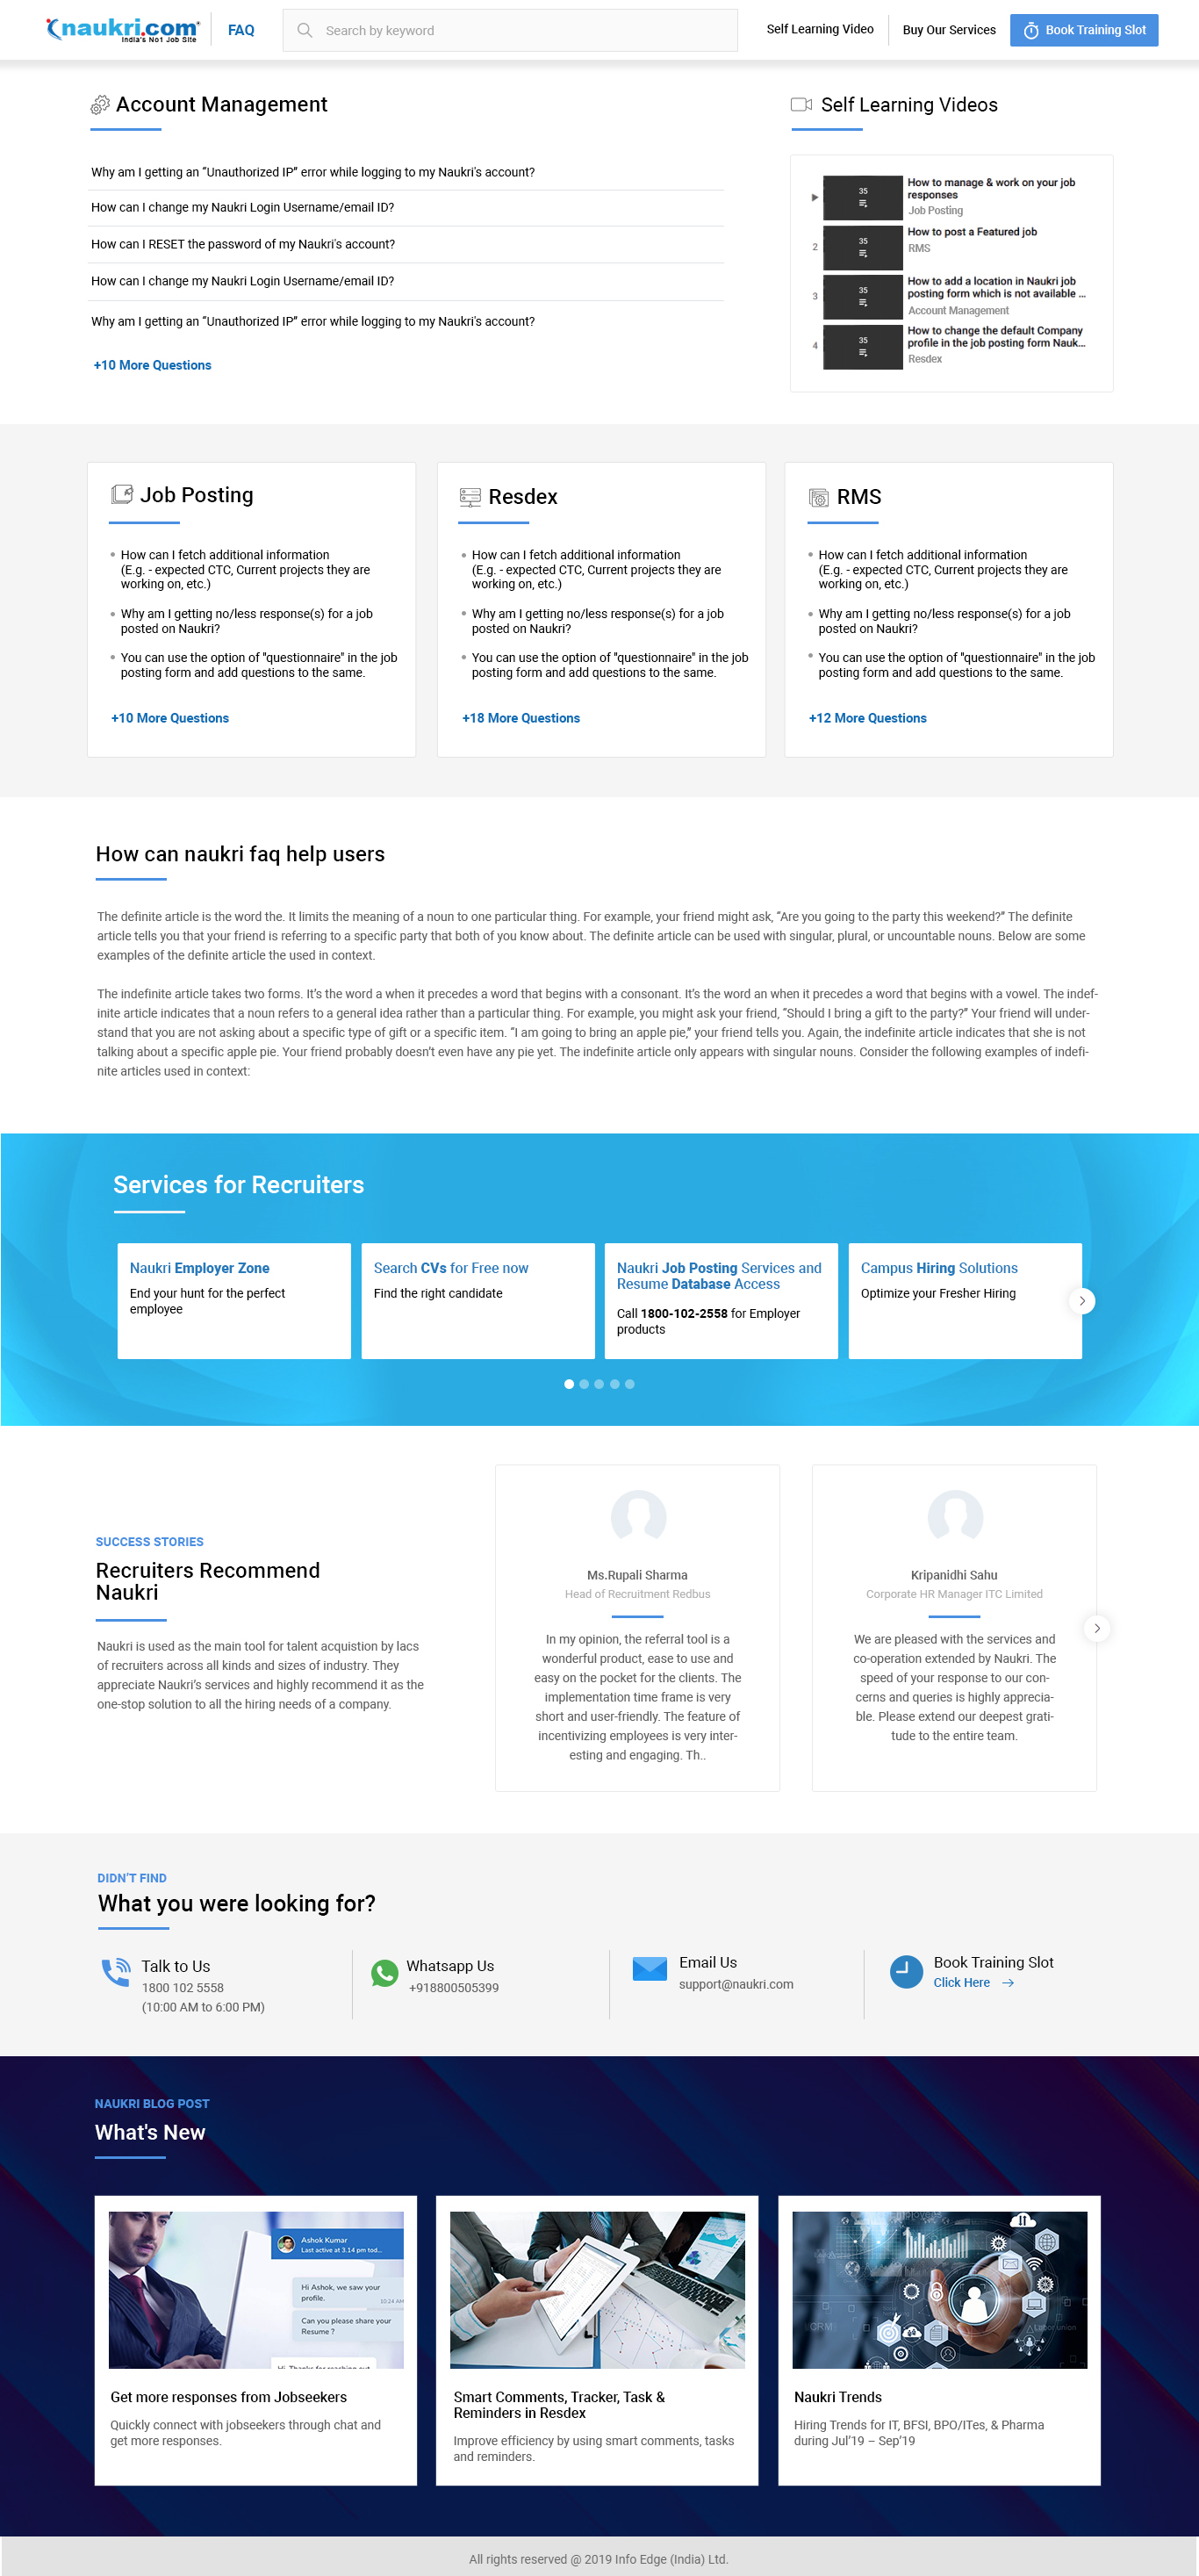 naukri.com
India's No1 Job Site
FAQ
Search by keyword
Self Learning Video
Buy Our Services
Book Training Slot
Account Management
Why am I getting an “Unauthorized IP” error while logging to my Naukri's account?
How can I change my Naukri Login Username/email ID?
How can I RESET the password of my Naukri's account?
How can I change my Naukri Login Username/email ID?
Why am I getting an “Unauthorized IP” error while logging to my Naukri's account?
+10 More Questions
Self Learning Videos
35
How to manage & work on your job
responses
Job Posting
2
35
How to post a Featured job
RMS
3
35
How to add a location in Naukri job
posting form which is not available ...
Account Management
4
35
How to change the default Company
profile in the job posting form Nauk...
Resdex
Job Posting
How can I fetch additional information
(E.g. - expected CTC, Current projects they are
working on, etc.)
Why am I getting no/less response(s) for a job
posted on Naukri?
You can use the option of "questionnaire" in the job
posting form and add questions to the same.
+10 More Questions
Resdex
How can I fetch additional information
(E.g. - expected CTC, Current projects they are
working on, etc.)
Why am I getting no/less response(s) for a job
posted on Naukri?
You can use the option of "questionnaire" in the job
posting form and add questions to the same.
+18 More Questions
RMS
How can I fetch additional information
(E.g. - expected CTC, Current projects they are
working on, etc.)
Why am I getting no/less response(s) for a job
posted on Naukri?
You can use the option of "questionnaire" in the job
posting form and add questions to the same.
+12 More Questions
How can naukri faq help users
The definite article is the word the. It limits the meaning of a noun to one particular thing. For example, your friend might ask, “Are you going to the party this weekend?” The definite
article tells you that your friend is referring to a specific party that both of you know about. The definite article can be used with singular, plural, or uncountable nouns. Below are some
examples of the definite article the used in context.
The indefinite article takes two forms. It’s the word a when it precedes a word that begins with a consonant. It’s the word an when it precedes a word that begins with a vowel. The indef-
inite article indicates that a noun refers to a general idea rather than a particular thing. For example, you might ask your friend, “Should I bring a gift to the party?” Your friend will under-
stand that you are not asking about a specific type of gift or a specific item. “I am going to bring an apple pie,” your friend tells you. Again, the indefinite article indicates that she is not
talking about a specific apple pie. Your friend probably doesn’t even have any pie yet. The indefinite article only appears with singular nouns. Consider the following examples of indefi-
nite articles used in context:
Services for Recruiters
Naukri Employer Zone
End your hunt for the perfect
employee
Search CVs for Free now
Find the right candidate
Naukri Job Posting Services and
Resume Database Access
Call 1800-102-2558 for Employer
products
Campus Hiring Solutions
Optimize your Fresher Hiring
SUCCESS STORIES
Recruiters Recommend
Naukri
Naukri is used as the main tool for talent acquistion by lacs
of recruiters across all kinds and sizes of industry. They
appreciate Naukri’s services and highly recommend it as the
one-stop solution to all the hiring needs of a company.
Ms.Rupali Sharma
Head of Recruitment Redbus
In my opinion, the referral tool is a
wonderful product, ease to use and
easy on the pocket for the clients. The
implementation time frame is very
short and user-friendly. The feature of
incentivizing employees is very inter-
esting and engaging. Th..
Kripanidhi Sahu
Corporate HR Manager ITC Limited
We are pleased with the services and
co-operation extended by Naukri. The
speed of your response to our con-
cerns and queries is highly apprecia-
ble. Please extend our deepest grati-
tude to the entire team.
DIDN’T FIND
What you were looking for?
Talk to Us
1800 102 5558
(10:00 AM to 6:00 PM)
Whatsapp Us
+918800505399
Email Us
support@naukri.com
Book Training Slot
Click Here
NAUKRI BLOG POST
What's New
Ashok Kumar
Last active at 3.14 pm tod...
Hi Ashok, we saw your
profile.
10:24 AM
Can you please share your
Resume ?
Hi, Thanks for reaching out
Get more responses from Jobseekers
Quickly connect with jobseekers through chat and
get more responses.
Smart Comments, Tracker, Task &
Reminders in Resdex
Improve efficiency by using smart comments, tasks
and reminders.
CRM
Labor union
Naukri Trends
Hiring Trends for IT, BFSI, BPO/ITes, & Pharma
during Jul’19 – Sep’19
All rights reserved @ 2019 Info Edge (India) Ltd.